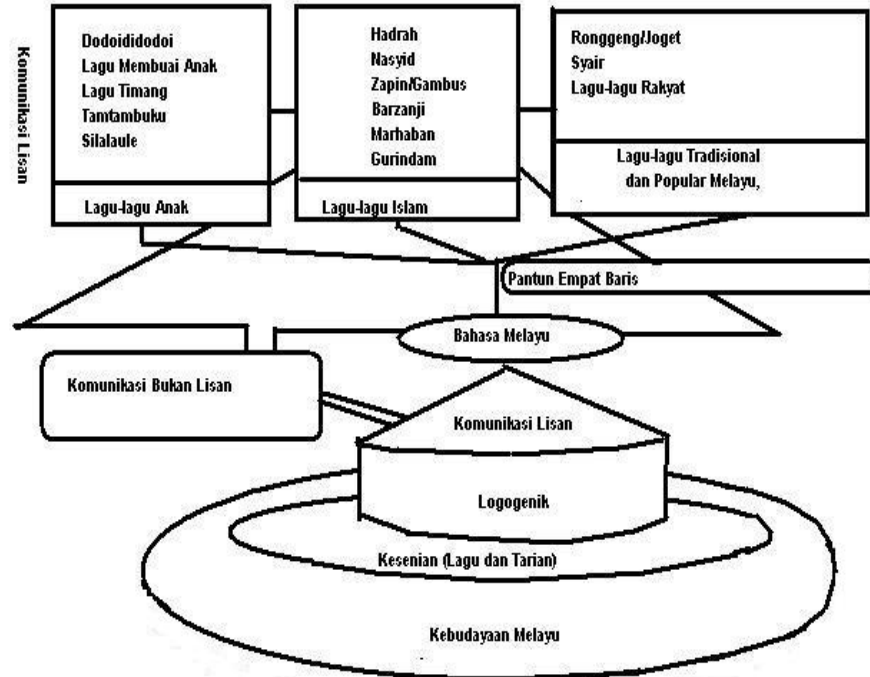 Komunikasi Lisan
Dodoididodoi
Lagu Membuai Anak
Lagu Timang
Tamtambuku
Silalaule
Lagu-lagu Anak
Hadrah
Nasyid
Zapin/Gambus
Barzanji
Marhaban
Gurindam
Lagu-lagu Islam
Ronggeng/Joget
Syair
Lagu-lagu Rakyat
Lagu-lagu Tradisional
dan Popular Melayu,
Pantun Empat Baris
Bahasa Melayu
Komunikasi Bukan Lisan
Komunikasi Lisan
Logogenik
Kesenian (Lagu dan Tarian)
Kebudayaan Melayu